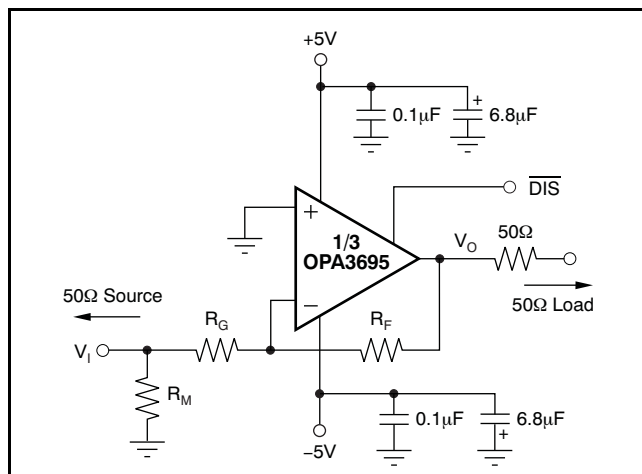 +5V
0.1μF
+
6.8μF
DIS
+
1/3
OPA3695
−
V_O
50Ω
50Ω Source
50Ω Load
R_G
R_F
V_I
R_M
0.1μF
6.8μF
+
−5V